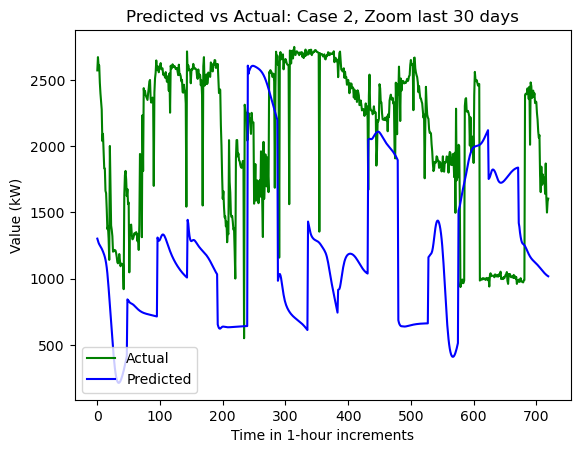 Predicted vs Actual: Case 2, Zoom last 30 days
Value (kW)
2500
2000
1500
1000
500
Actual
Predicted
0 100 200 300 400 500 600 700
Time in 1-hour increments